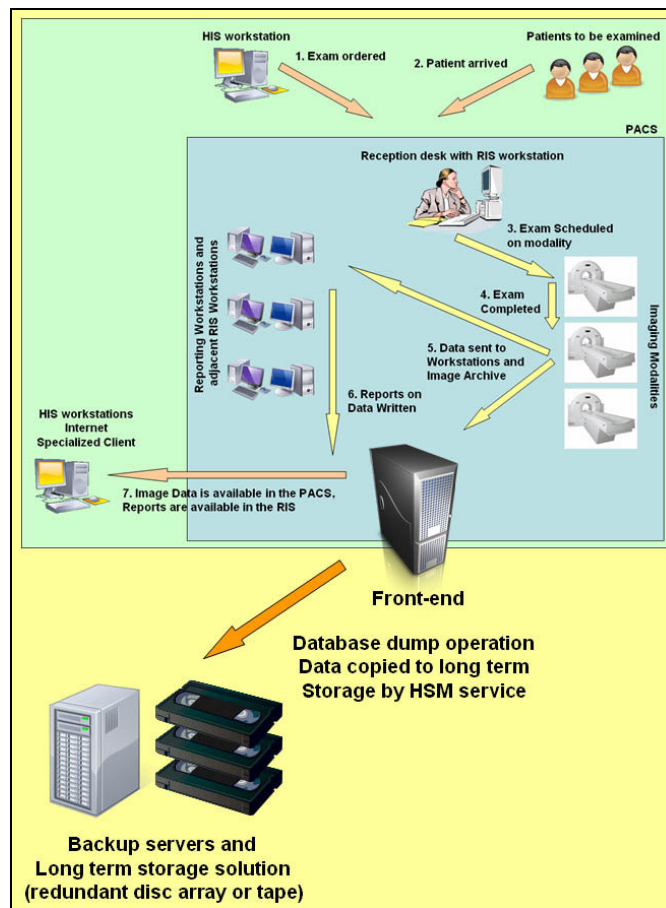 HIS workstation
Patients to be examined
1. Exam ordered
2. Patient arrived
PACS
Reception desk with RIS workstation
3. Exam Scheduled
on modality
4. Exam
Completed
Imaging Modalities
Reporting Workstations and
adjacent RIS Workstations
5. Data sent to
Workstations and
Image Archive
6. Reports on
Data Written
HIS workstations
Internet
Specialized Client
7. Image Data is available in the PACS,
Reports are available in the RIS
Front-end
Database dump operation
Data copied to long term
Storage by HSM service
Backup servers and
Long term storage solution
(redundant disc array or tape)